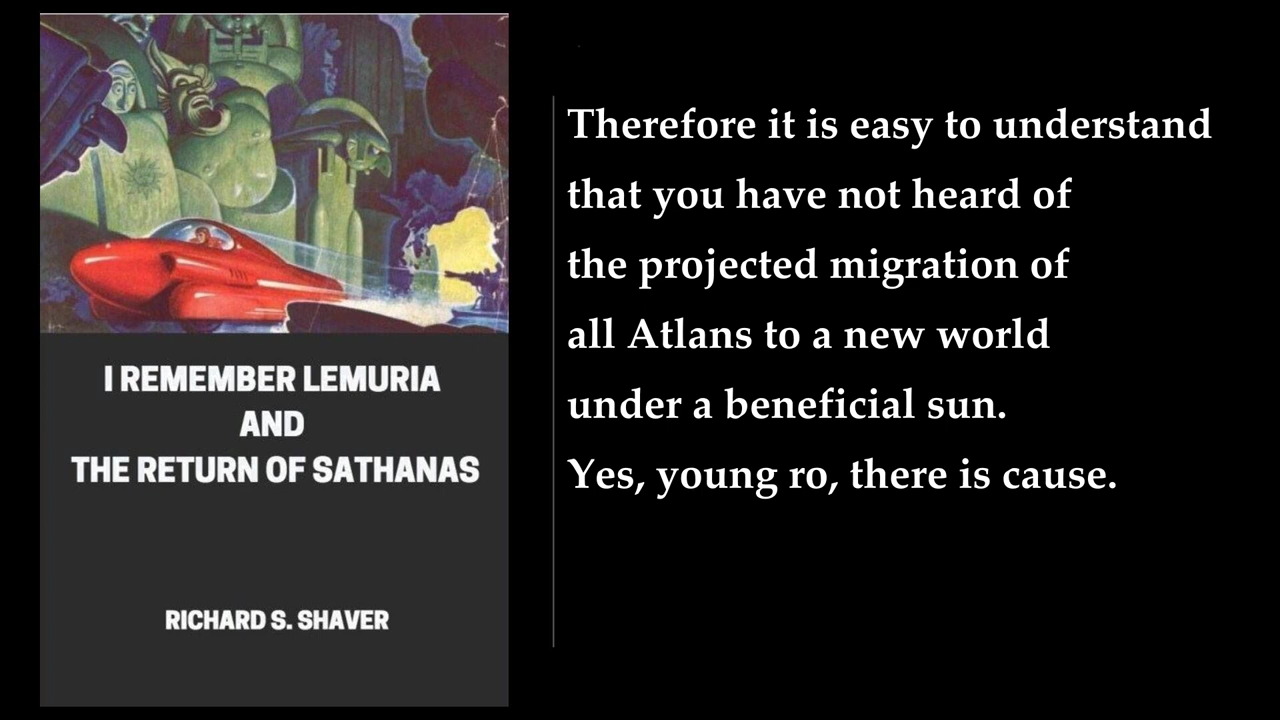 I REMEMBER LEMURIA
AND
THE RETURN OF SATHANAS
RICHARD S. SHAVER
Therefore it is easy to understand
that you have not heard of
the projected migration of
all Atlans to a new world
under a beneficial sun.
Yes, young ro, there is cause.